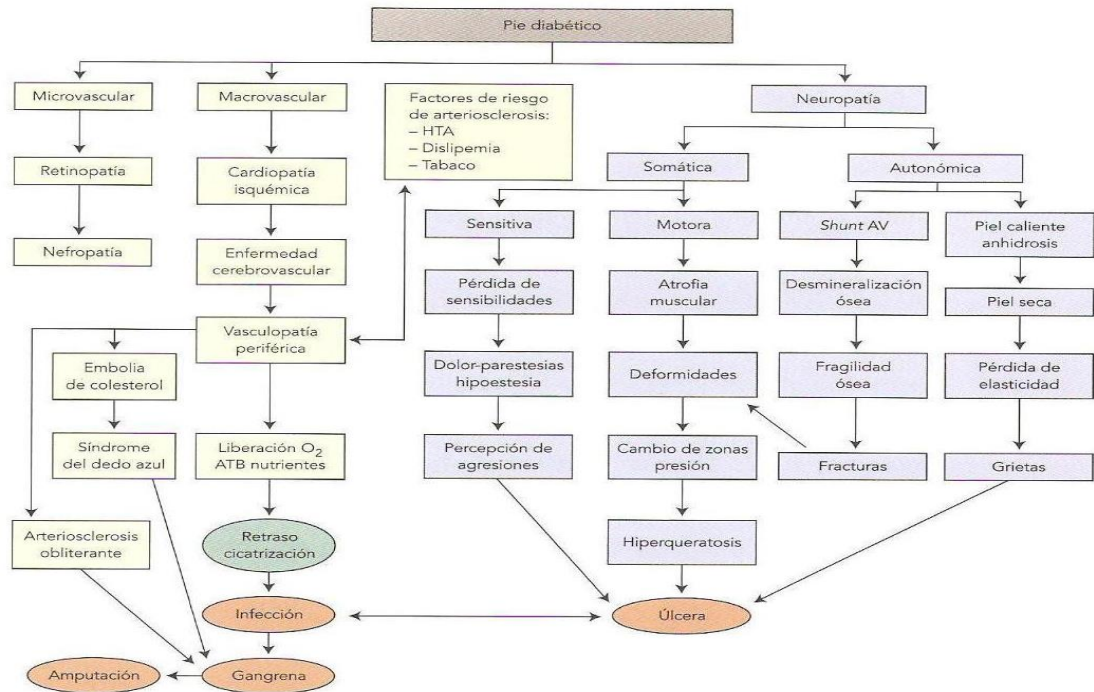 Pie diabético
Microvascular
Macrovascular
Factores de riesgo
de arteriosclerosis:
– HTA
– Dislipemia
– Tabaco
Neuropatía
Retinopatía
Cardiopatía
isquémica
Somática
Autonómica
Nefropatía
Enfermedad
cerebrovascular
Sensitiva
Motora
Shunt AV
Piel caliente
anhidrosis
Pérdida de
sensibilidades
Atrofia
muscular
Desmineralización
ósea
Piel seca
Vasculopatía
periférica
Embolia
de colesterol
Dolor-parestesias
hipoestesia
Deformidades
Fragilidad
ósea
Pérdida de
elasticidad
Síndrome
del dedo azul
Liberación O2
ATB nutrientes
Percepción de
agresiones
Cambio de zonas
presión
Fracturas
Grietas
Arteriosclerosis
obliterante
Retraso
cicatrización
Hiperqueratosis
Infección
Úlcera
Amputación
Gangrena